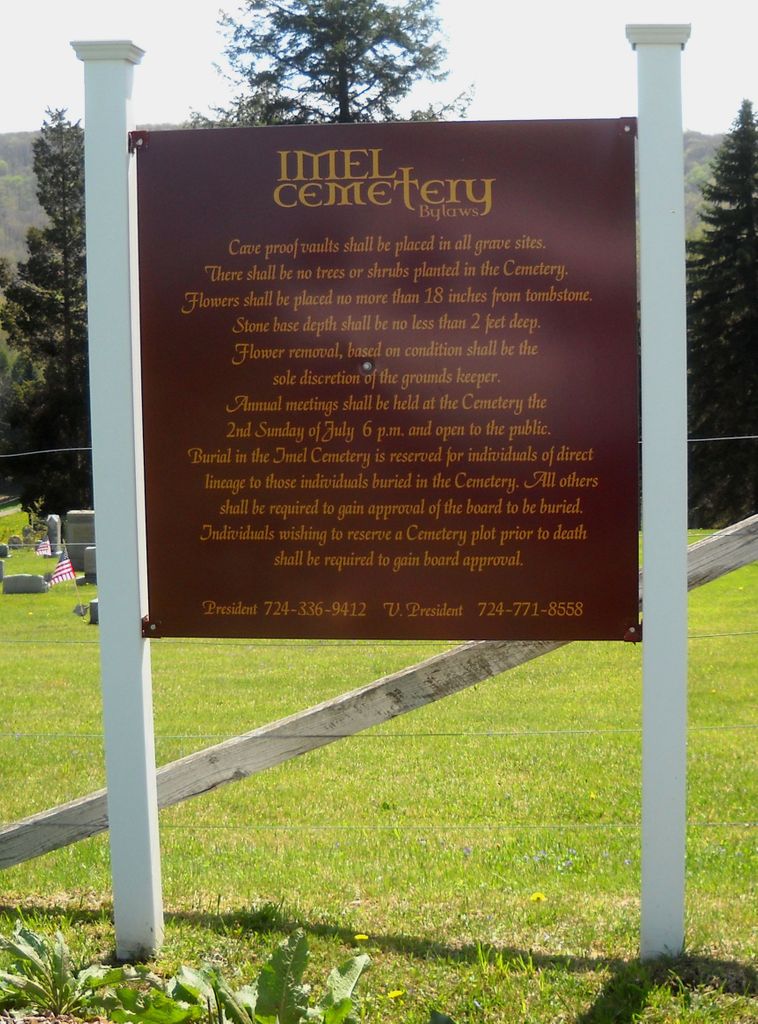 IMEL
CEMETERY
Bylaws
Cave proof vaults shall be placed in all grave sites.
There shall be no trees or shrubs planted in the Cemetery.
Flowers shall be placed no more than 18 inches from tombstone.
Stone base depth shall be no less than 2 feet deep.
Flower removal, based on condition shall be the
sole discretion of the grounds keeper.
Annual meetings shall be held at the Cemetery the
2nd Sunday of July 6 p.m. and open to the public.
Burial in the Imel Cemetery is reserved for individuals of direct
lineage to those individuals buried in the Cemetery. All others
shall be required to gain approval of the board to be buried.
Individuals wishing to reserve a Cemetery plot prior to death
shall be required to gain board approval.
President 724-336-9412 V. President 724-771-8558